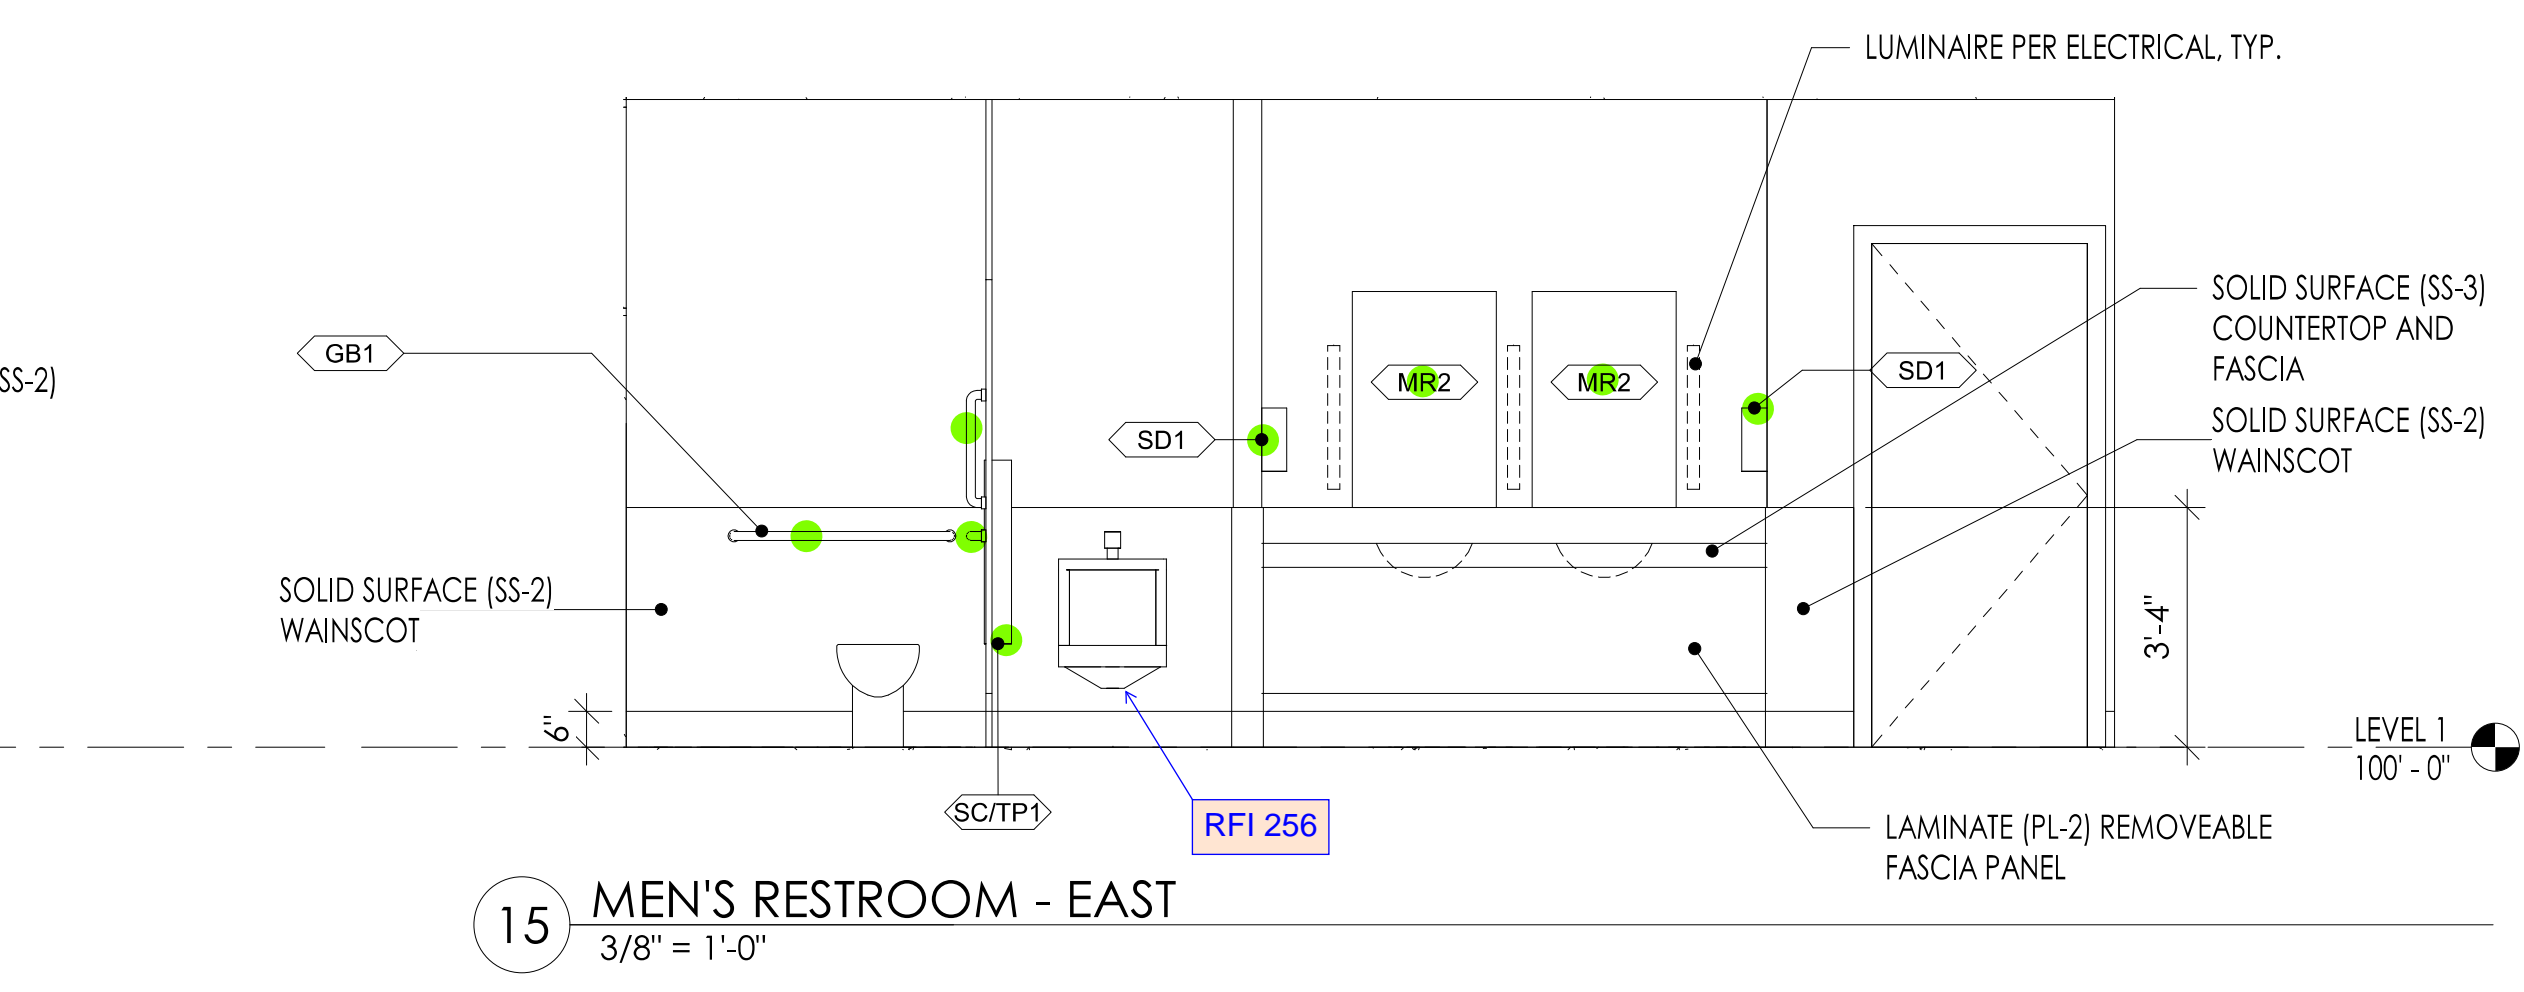 LUMINAIRE PER ELECTRICAL, TYP.
SS-2)
GB1
SD1
MR2
MR2
SD1
SOLID SURFACE (SS-3)
COUNTERTOP AND
FASCIA
SOLID SURFACE (SS-2)
WAINSCOT
SOLID SURFACE (SS-2)
WAINSCOT
6"
3'-4"
LEVEL 1
100' - 0"
SC/TP1
RFI 256
LAMINATE (PL-2) REMOVEABLE
FASCIA PANEL
15
MEN'S RESTROOM - EAST
3/8" = 1'-0"